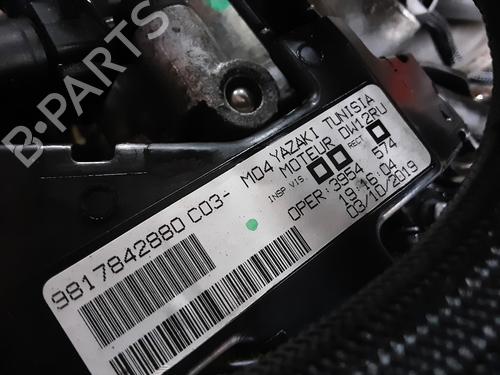 B-PARTS
9817842880 C03- M04 YAZAKI TUNISIA
MOTEUR DW12RU
INSP VIS RECT
OPER: 3954 574
19:16:04
03/10/2019